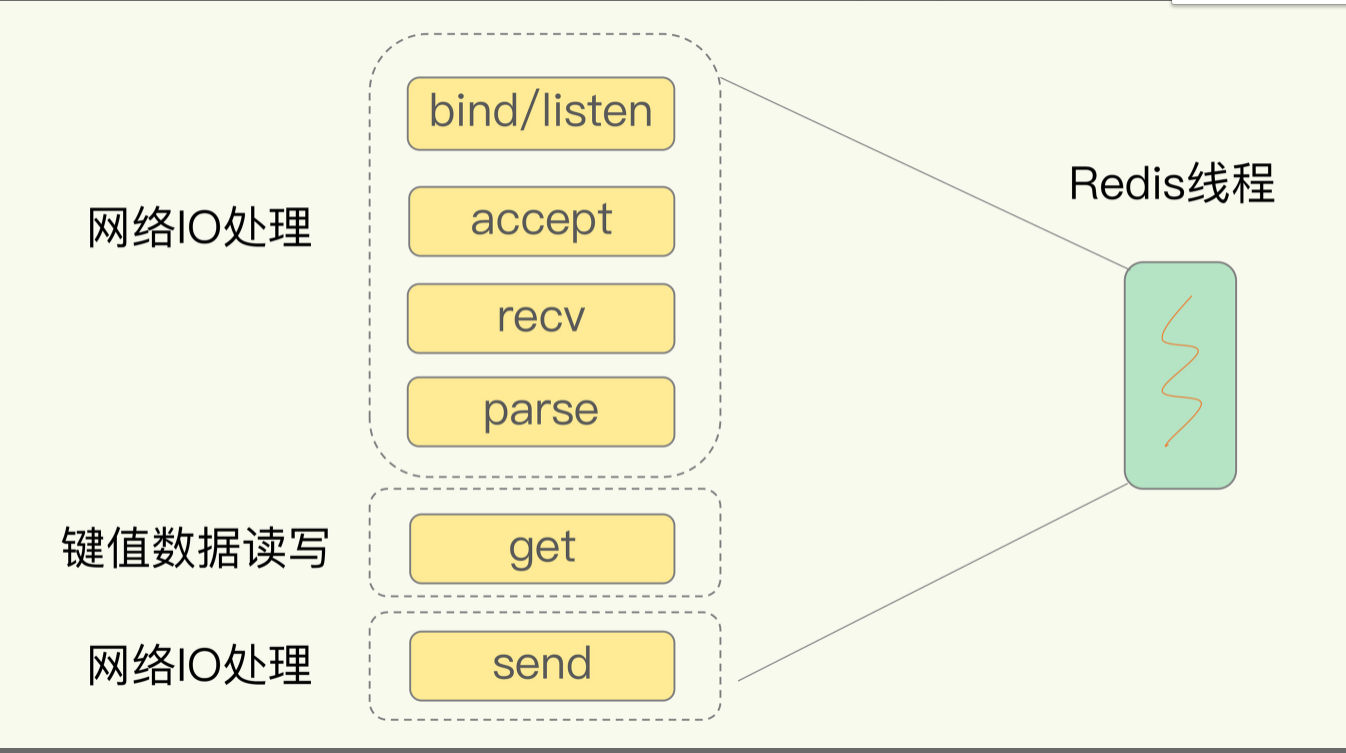 bind/listen
Redis线程
网络IO处理
accept
recv
parse
键值数据读写
get
网络IO处理
send